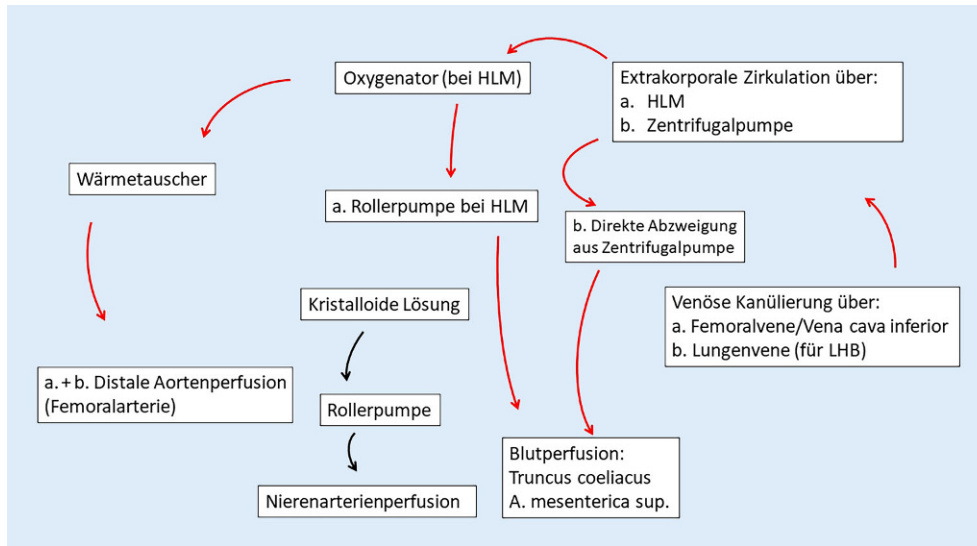 Oxygenator (bei HLM)
Extrakorporale Zirkulation über:
a. HLM
b. Zentrifugalpumpe
Wärmetauscher
a. Rollerpumpe bei HLM
b. Direkte Abzweigung
aus Zentrifugalpumpe
Kristalloide Lösung
Venöse Kanülierung über:
a. Femoralvene/Vena cava inferior
b. Lungenvene (für LHB)
a. + b. Distale Aortenperfusion
(Femoralarterie)
Rollerpumpe
Blutperfusion:
Truncus coeliacus
A. mesenterica sup.
Nierenarterienperfusion